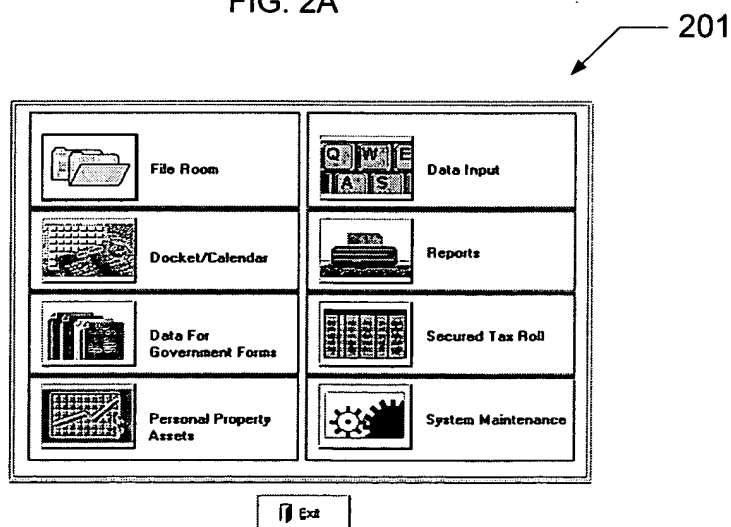 FIG. 2A
201
File Room
Data Input
Q W E
A S
Docket/Calendar
Reports
Data For
Government Forms
Secured Tax Roll
Personal Property
Assets
System Maintenance
Exit